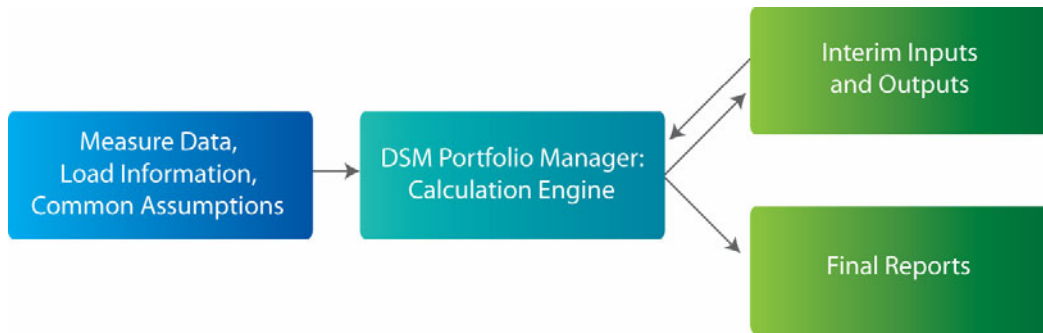 Measure Data,
Load Information,
Common Assumptions
DSM Portfolio Manager:
Calculation Engine
Interim Inputs
and Outputs
Final Reports